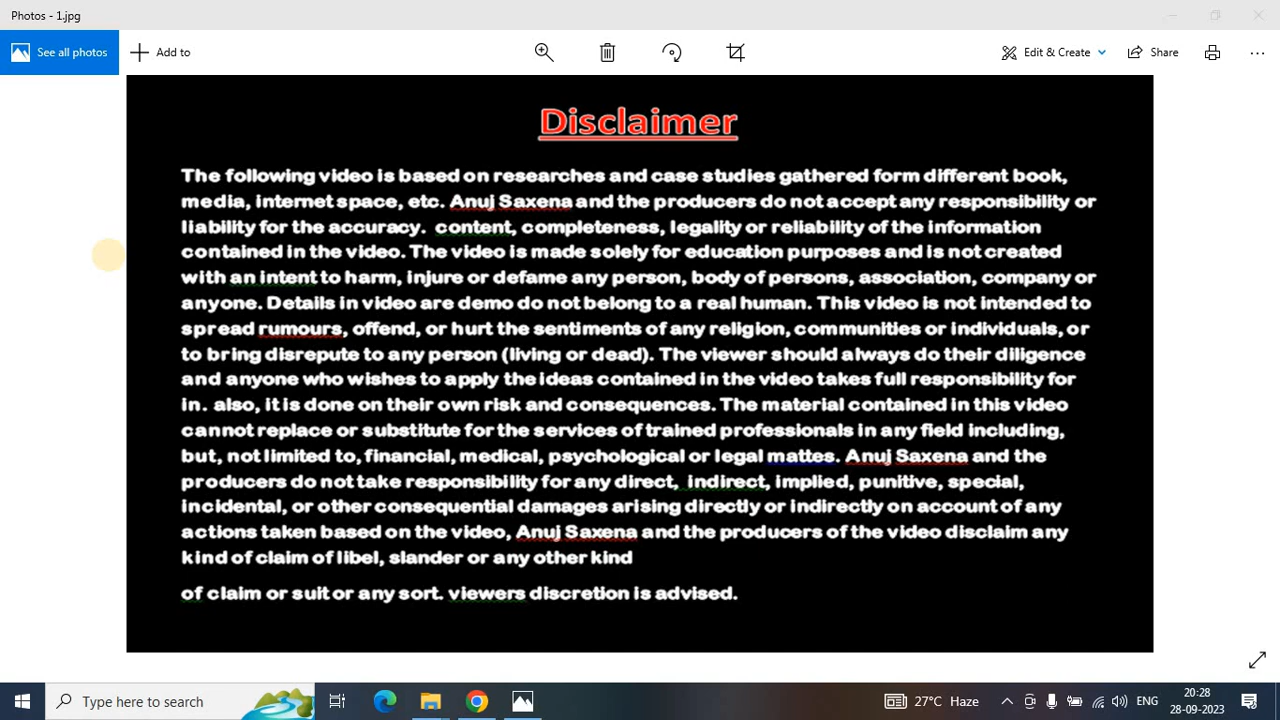 Photos - 1.jpg
See all photos
Add to
Edit & Create
Share
Disclaimer
The following video is based on researches and case studies gathered form different book,
media, internet space, etc. Anuj Saxena and the producers do not accept any responsibility or
liability for the accuracy. content, completeness, legality or reliability of the information
contained in the video. The video is made solely for education purposes and is not created
with an intent to harm, injure or defame any person, body of persons, association, company or
anyone. Details in video are demo do not belong to a real human. This video is not intended to
spread rumours, offend, or hurt the sentiments of any religion, communities or individuals, or
to bring disrepute to any person (living or dead). The viewer should always do their diligence
and anyone who wishes to apply the ideas contained in the video takes full responsibility for
in. also, it is done on their own risk and consequences. The material contained in this video
cannot replace or substitute for the services of trained professionals in any field including,
but, not limited to, financial, medical, psychological or legal mattes. Anuj Saxena and the
producers do not take responsibility for any direct, indirect, implied, punitive, special,
incidental, or other consequential damages arising directly or indirectly on account of any
actions taken based on the video, Anuj Saxena and the producers of the video disclaim any
kind of claim of libel, slander or any other kind
of claim or suit or any sort. viewers discretion is advised.
Type here to search
27°C Haze
ENG
20:28
28-09-2023